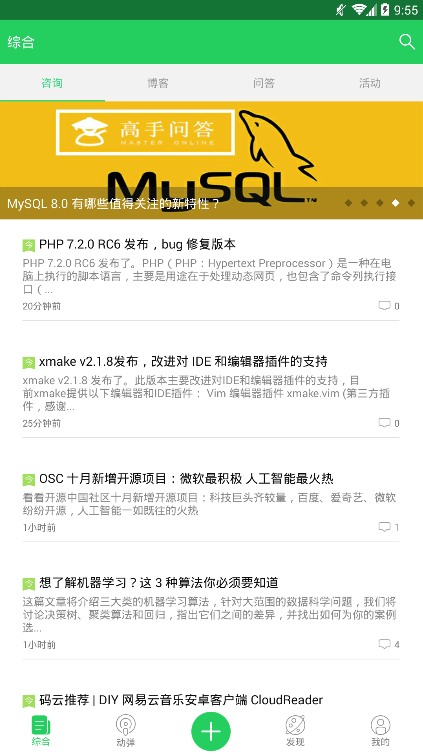 9:55
综合
咨询
博客
问答
活动
高手问答
MASTER ONLINE
MySQL™
MySQL 8.0 有哪些值得关注的新特性？
PHP 7.2.0 RC6 发布，bug 修复版本
PHP 7.2.0 RC6 发布了。PHP（PHP：Hypertext Preprocessor）是一种在电
脑上执行的脚本语言，主要是用途在于处理动态网页，也包含了命令列执行接
口（...
20分钟前
0
xmake v2.1.8发布，改进对 IDE 和编辑器插件的支持
xmake v2.1.8 发布了。此版本主要改进对IDE和编辑器插件的支持，目
前xmake提供以下编辑器和IDE插件： Vim 编辑器插件 xmake.vim (第三方插
件，感谢...
25分钟前
0
OSC 十月新增开源项目：微软最积极 人工智能最火热
看看开源中国社区十月新增开源项目：科技巨头齐较量，百度、爱奇艺、微软
纷纷开源，人工智能一如既往的火热
1小时前
1
想了解机器学习？这 3 种算法你必须要知道
这篇文章将介绍三大类的机器学习算法，针对大范围的数据科学问题，我们将
讨论决策树、聚类算法和回归，指出它们之间的差异，并找出如何为你的案例
选...
1小时前
4
码云推荐 | DIY 网易云音乐安卓客户端 CloudReader
综合
动弹
发现
我的